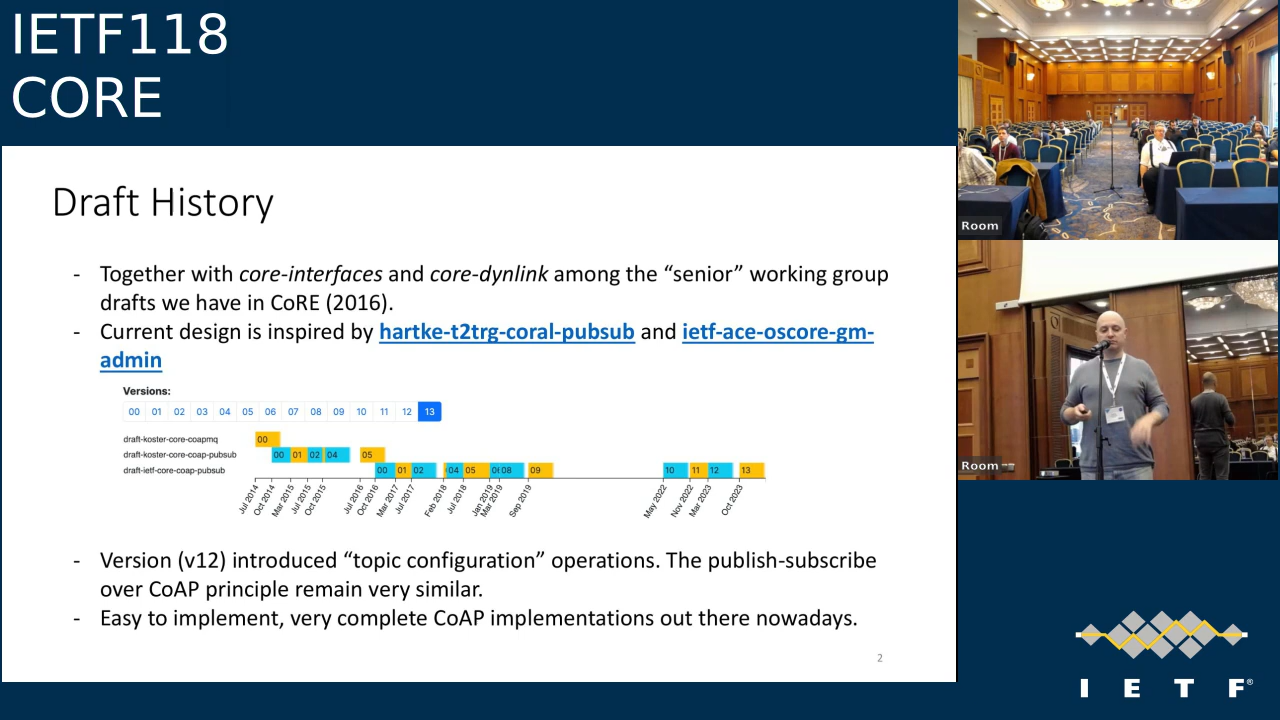 IETF118
CORE
Draft History
- Together with core-interfaces and core-dynlink among the “senior” working group
drafts we have in CoRE (2016).
- Current design is inspired by hartke-t2trg-coral-pubsub and ietf-ace-oscore-gm-
admin
Versions:
00 01 02 03 04 05 06 07 08 09 10 11 12 13
draft-koster-core-coapmq 00
draft-koster-core-coap-pubsub 00 01 02 04 05
draft-ietf-core-coap-pubsub 00 01 02 04 05 08 09 10 11 12 13
Jul 2014 Oct 2014 Mar 2015 Jul 2015 Oct 2015 Jul 2016 Oct 2016 Mar 2017 Jul 2017 Feb 2018 Jul 2018 Jan 2019 Mar 2019 Sep 2019 May 2022 Nov 2022 Mar 2023 Oct 2023
- Version (v12) introduced “topic configuration” operations. The publish-subscribe
over CoAP principle remain very similar.
- Easy to implement, very complete CoAP implementations out there nowadays.
2
Room
Room
I E T F®